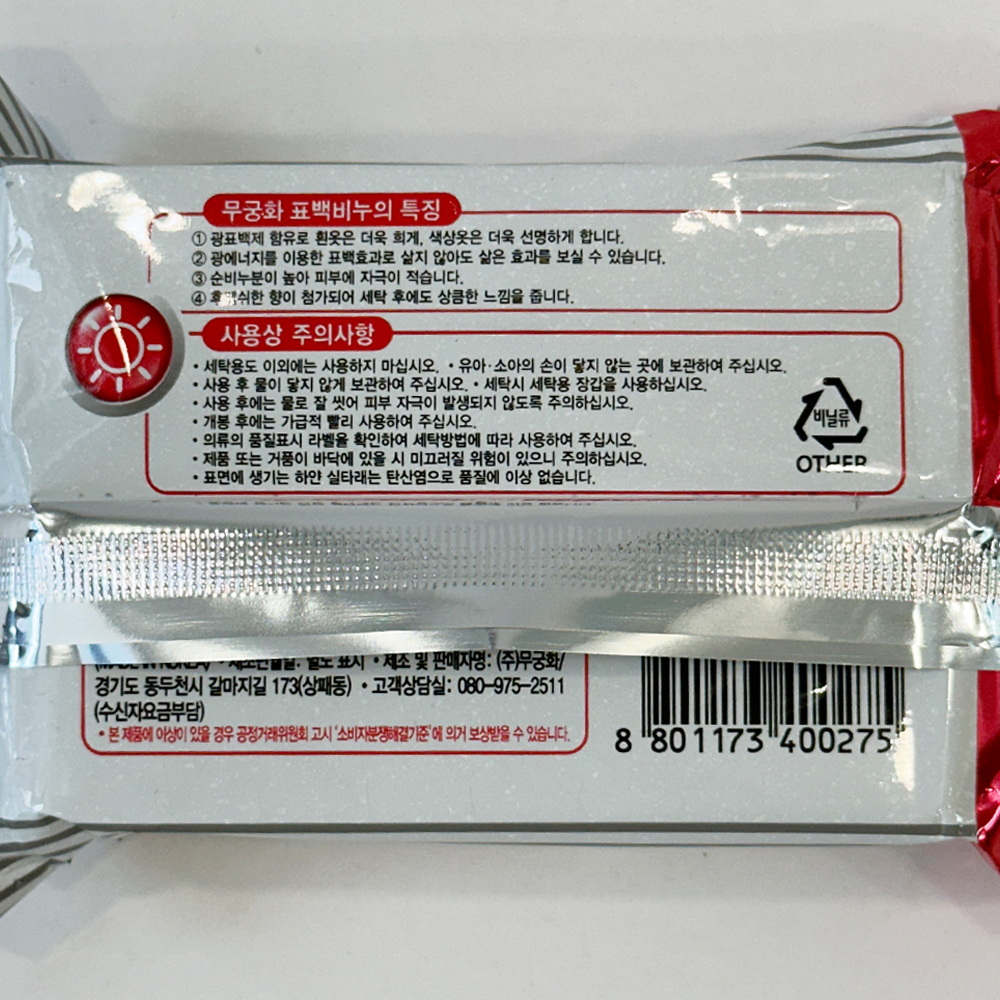 무궁화 표백비누의 특징
① 광표백제 함유로 흰옷은 더욱 희게, 색상옷은 더욱 선명하게 합니다.
② 광에너지를 이용한 표백효과로 삶지 않아도 삶은 효과를 보실 수 있습니다.
③ 순비누분이 높아 피부에 자극이 적습니다.
④ 후레쉬한 향이 첨가되어 세탁 후에도 상큼한 느낌을 줍니다.
사용상 주의사항
• 세탁용도 이외에는 사용하지 마십시오. • 유아·소아의 손이 닿지 않는 곳에 보관하여 주십시오.
• 사용 후 물이 닿지 않게 보관하여 주십시오. • 세탁시 세탁용 장갑을 사용하십시오.
• 사용 후에는 물로 잘 씻어 피부 자극이 발생되지 않도록 주의하십시오.
• 개봉 후에는 가급적 빨리 사용하여 주십시오.
• 의류의 품질표시 라벨을 확인하여 세탁방법에 따라 사용하여 주십시오.
• 제품 또는 거품이 바닥에 있을 시 미끄러질 위험이 있으니 주의하십시오.
• 표면에 생기는 하얀 실타래는 탄산염으로 품질에 이상 없습니다.
비닐류
OTHER
(MADE IN KOREA) • 제조연월일: 별도 표시 • 제조 및 판매자명: (주)무궁화/
경기도 동두천시 갈마지길 173(상패동) • 고객상담실: 080-975-2511
(수신자요금부담)
• 본 제품에 이상이 있을 경우 공정거래위원회 고시 '소비자분쟁해결기준'에 의거 보상받을 수 있습니다.
8 801173 400275